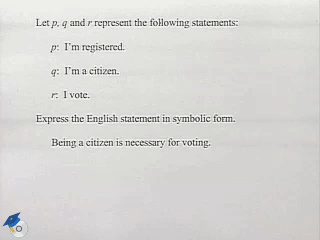 Let p, q and r represent the following statements:
p: I'm registered.
q: I'm a citizen.
r: I vote.
Express the English statement in symbolic form.
Being a citizen is necessary for voting.